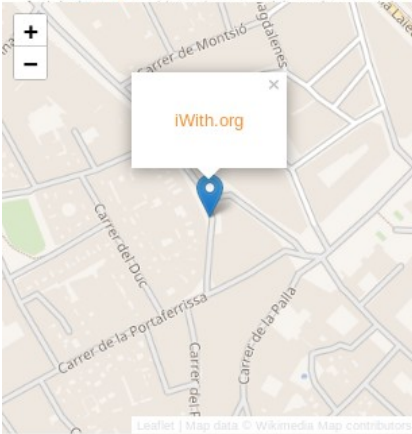 +
−
Carrer de Montsió
×
iWith.org
Carrer del Duc
Carrer de la Portaferrissa
Carrer de la Palla
Leaflet | Map data © Wikimedia Map contributors